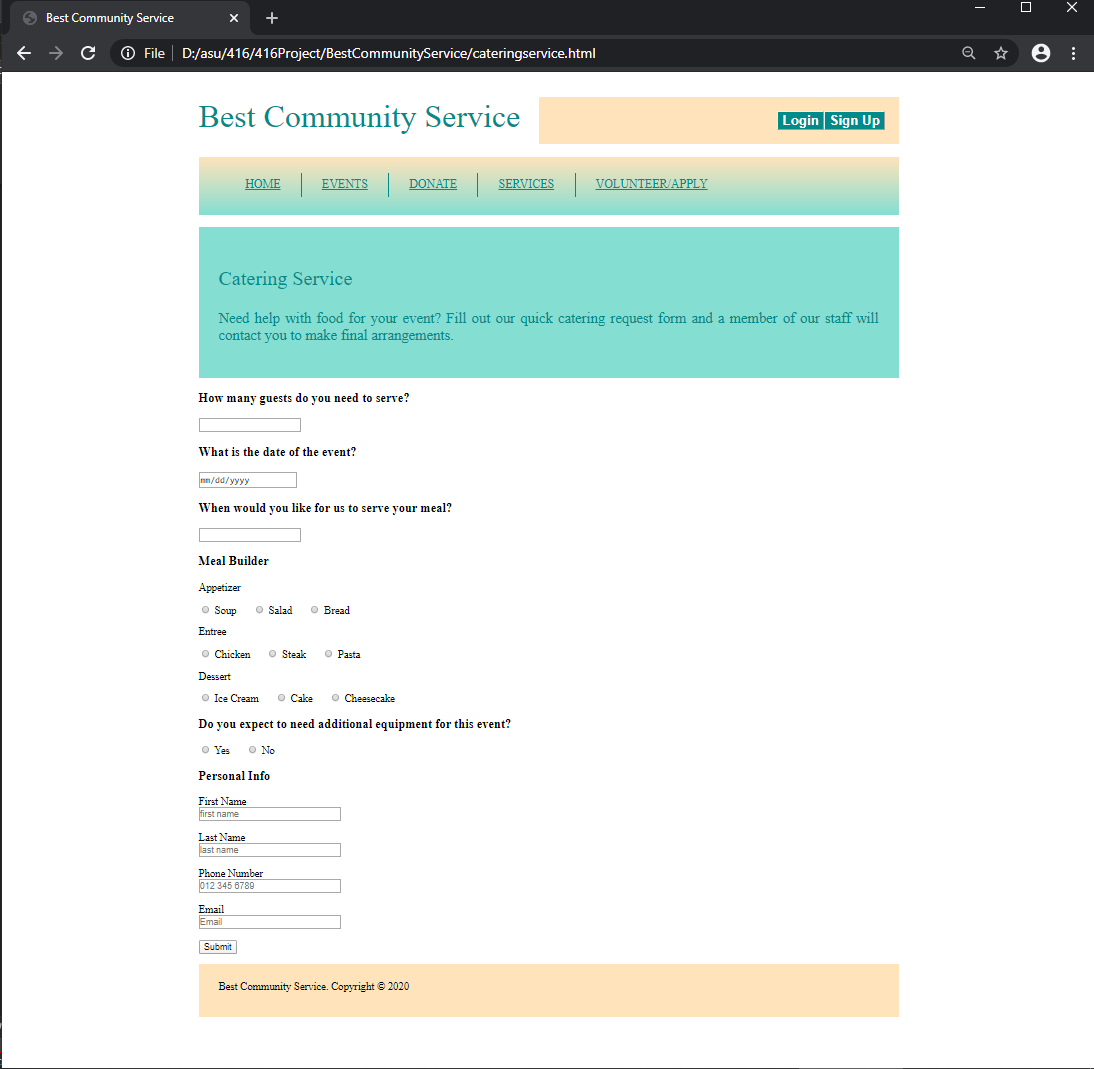 Best Community Service
File D:/asu/416/416Project/BestCommunityService/cateringservice.html
Best Community Service
Login Sign Up
HOME EVENTS DONATE SERVICES VOLUNTEER/APPLY
Catering Service
Need help with food for your event? Fill out our quick catering request form and a member of our staff will
contact you to make final arrangements.
How many guests do you need to serve?
What is the date of the event?
mm/dd/yyyy
When would you like for us to serve your meal?
Meal Builder
Appetizer
Soup Salad Bread
Entree
Chicken Steak Pasta
Dessert
Ice Cream Cake Cheesecake
Do you expect to need additional equipment for this event?
Yes No
Personal Info
First Name
first name
Last Name
last name
Phone Number
012 345 6789
Email
Email
Submit
Best Community Service. Copyright © 2020